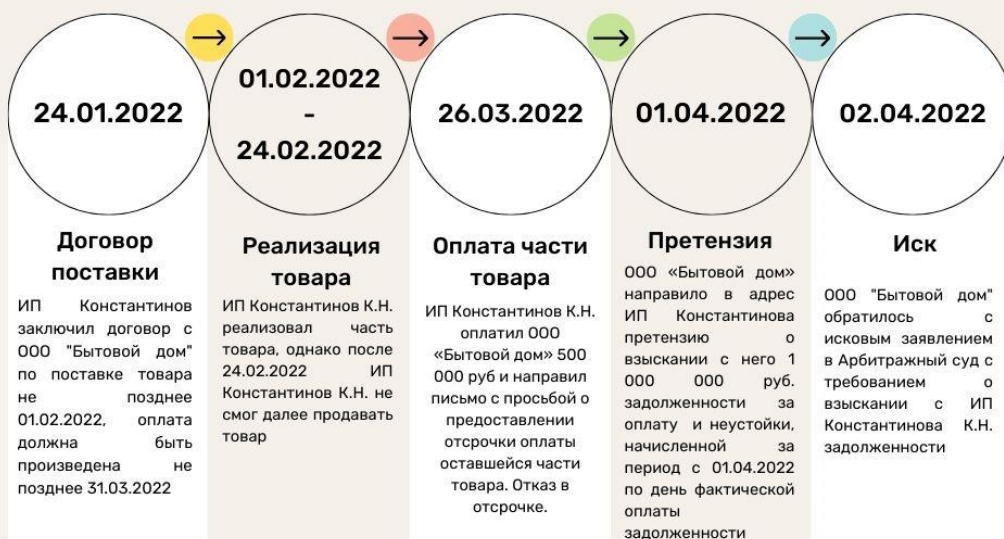 24.01.2022
Договор
поставки
ИП Константинов
заключил договор с
ООО "Бытовой дом"
по поставке товара
не позднее
01.02.2022, оплата
должна быть
произведена не
позднее 31.03.2022
01.02.2022
-
24.02.2022
Реализация
товара
ИП Константинов К.Н.
реализовал часть
товара, однако после
24.02.2022 ИП
Константинов К.Н. не
смог далее продавать
товар
26.03.2022
Оплата части
товара
ИП Константинов К.Н.
оплатил ООО
«Бытовой дом» 500
000 руб и направил
письмо с просьбой о
предоставлении
отсрочки оплаты
оставшейся части
товара. Отказ в
отсрочке.
01.04.2022
Претензия
ООО «Бытовой дом»
направило в адрес
ИП Константинова
претензию о
взыскании с него 1
000 000 руб.
задолженности за
оплату и неустойки,
начисленной за
период с 01.04.2022
по день фактической
оплаты
задолженности
02.04.2022
Иск
ООО "Бытовой дом"
обратилось с
исковым заявлением
в Арбитражный суд с
требованием о
взыскании с ИП
Константинова К.Н.
задолженности